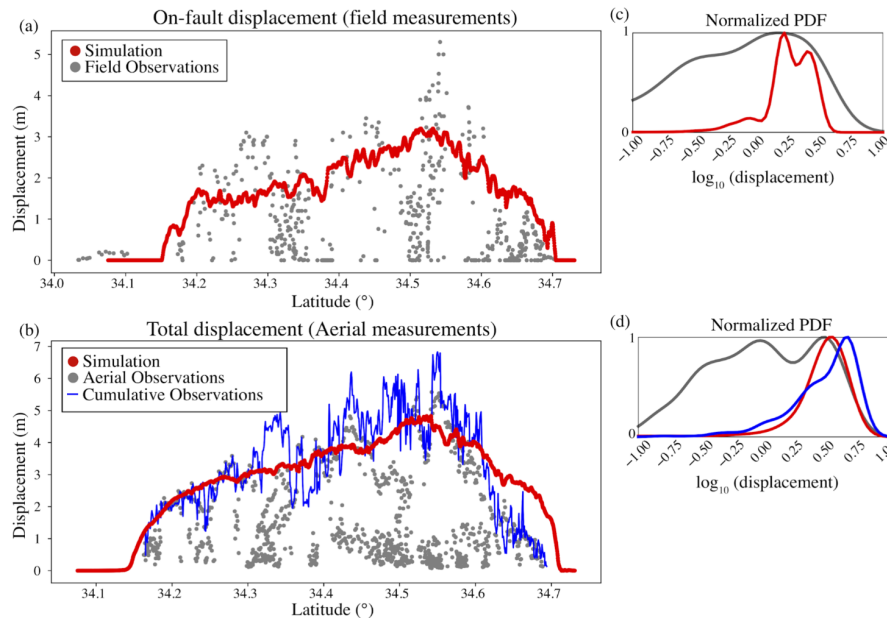 (a)
On-fault displacement (field measurements)
Simulation
Field Observations
Displacement (m)
5
4
3
2
1
0
34.0
34.1
34.2
34.3
34.4
34.5
34.6
34.7
Latitude (°)
(c)
Normalized PDF
1
0
-1.00
-0.75
-0.50
-0.25
0.00
0.25
0.50
0.75
1.00
log10 (displacement)
(b)
Total displacement (Aerial measurements)
Simulation
Aerial Observations
Cumulative Observations
Displacement (m)
7
6
5
4
3
2
1
0
34.1
34.2
34.3
34.4
34.5
34.6
34.7
Latitude (°)
(d)
Normalized PDF
1
0
-1.00
-0.75
-0.50
-0.25
0.00
0.25
0.50
0.75
1.00
log10 (displacement)